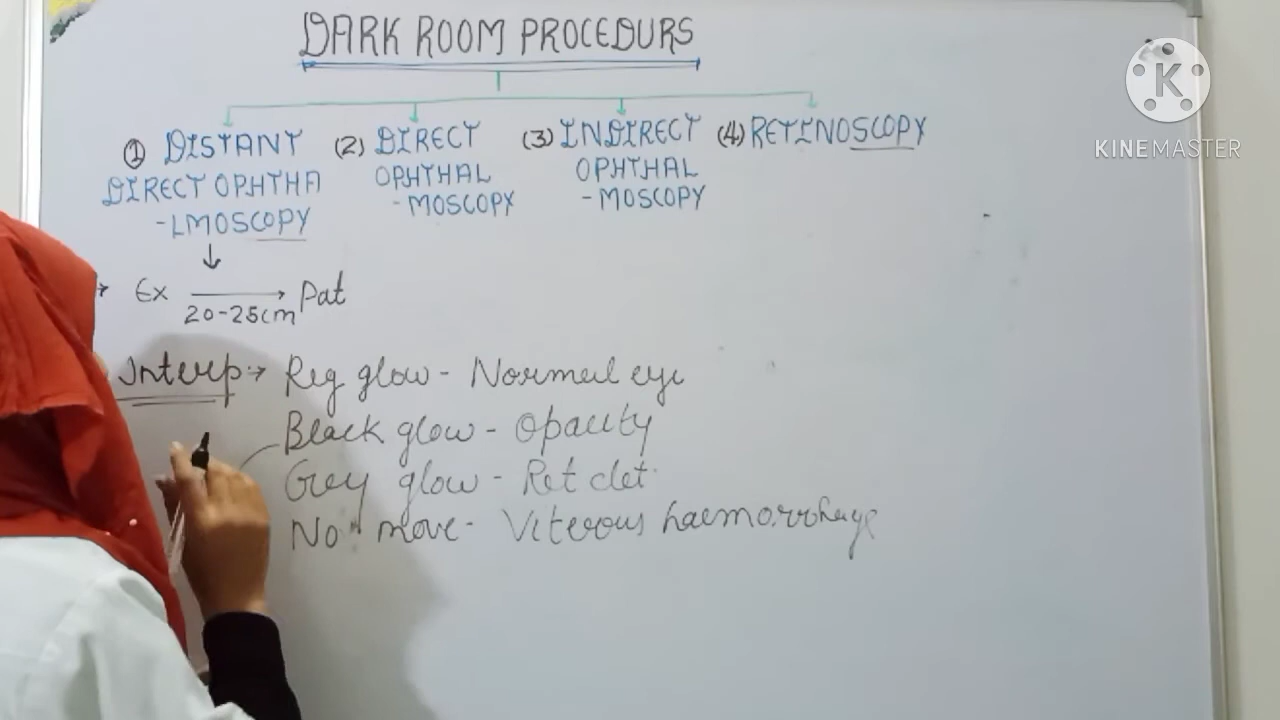 DARK ROOM PROCEDURS
① DISTANT DIRECT OPHTHA -LMOSCOPY
(2) DIRECT OPHTHAL -MOSCOPY
(3) INDIRECT OPHTHAL -MOSCOPY
(4) RETINOSCOPY
Ex → Pat
20-25cm
Interp:→ Reg glow - Normal eye
Black glow - Opacity
Grey glow - Ret det.
No move - Viterous haemorrhage
K
KINEMASTER